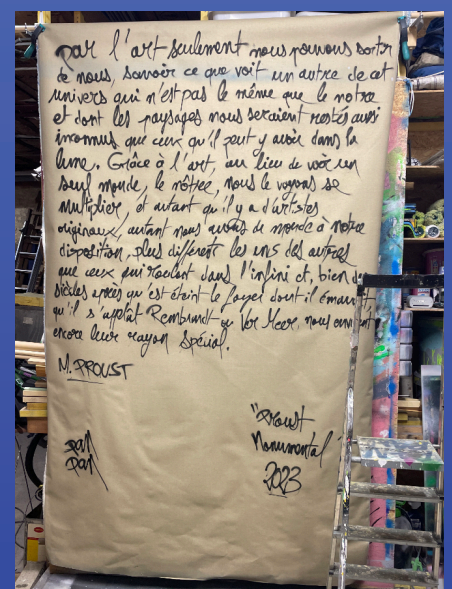 par l'art seulement nous pouvons sortir
de nous, savoir ce que voit un autre de cet
univers qui n'est pas le même que le notre
et dont les paysages nous seraient restés aussi
inconnus que ceux qu'il peut y avoir dans la
lune. Grâce à l'art, au lieu de voir un
seul monde, le nôtre, nous le voyons se
multiplier, et autant qu'il y a d'artistes
originaux, autant nous avons de monde à notre
disposition, plus différent les uns des autres
que ceux qui roulent dans l'infini et, bien des
siècles après qu'est éteint le foyer dont il émanait
qu'il s'applât Rembrandt ou Ver Meer, nous envoient
encore leur rayon spécial.
M. PROUST
"Proust
Monumental"
2023